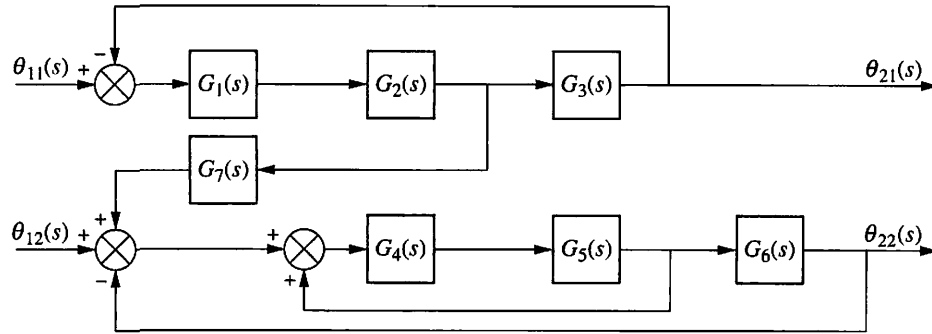 −
θ₁₁(s) + G₁(s) G₂(s) G₃(s) θ₂₁(s)
G₇(s)
+
θ₁₂(s) + + G₄(s) G₅(s) G₆(s) θ₂₂(s)
− +